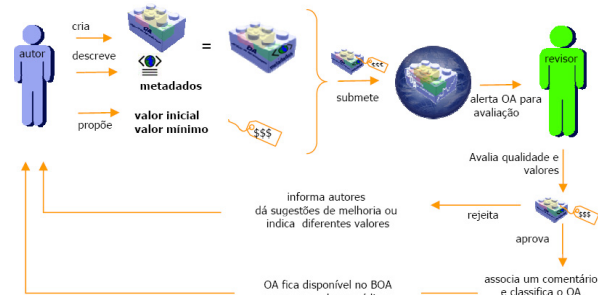 cria
OA
autor
descreve
=
metadados
propõe
valor inicial
valor mínimo
$$$
$$$
submete
alerta OA para
avaliação
revisor
Avalia qualidade e
valores
$$$
rejeita
aprova
informa autores
dá sugestões de melhoria ou
indica diferentes valores
associa um comentário
e classifica o OA
OA fica disponível no BOA